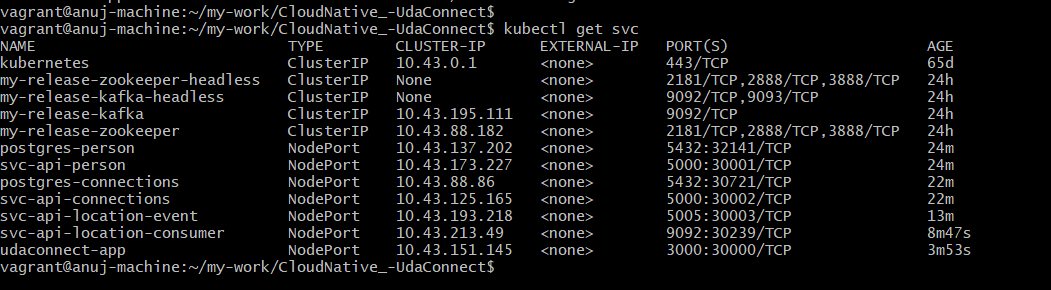 vagrant@anuj-machine:~/my-work/CloudNative_-UdaConnect$
vagrant@anuj-machine:~/my-work/CloudNative_-UdaConnect$ kubectl get svc
NAME TYPE CLUSTER-IP EXTERNAL-IP PORT(S) AGE
kubernetes ClusterIP 10.43.0.1 <none> 443/TCP 65d
my-release-zookeeper-headless ClusterIP None <none> 2181/TCP,2888/TCP,3888/TCP 24h
my-release-kafka-headless ClusterIP None <none> 9092/TCP,9093/TCP 24h
my-release-kafka ClusterIP 10.43.195.111 <none> 9092/TCP 24h
my-release-zookeeper ClusterIP 10.43.88.182 <none> 2181/TCP,2888/TCP,3888/TCP 24h
postgres-person NodePort 10.43.137.202 <none> 5432:32141/TCP 24m
svc-api-person NodePort 10.43.173.227 <none> 5000:30001/TCP 24m
postgres-connections NodePort 10.43.88.86 <none> 5432:30721/TCP 22m
svc-api-connections NodePort 10.43.125.165 <none> 5000:30002/TCP 22m
svc-api-location-event NodePort 10.43.193.218 <none> 5005:30003/TCP 13m
svc-api-location-consumer NodePort 10.43.213.49 <none> 9092:30239/TCP 8m47s
udaconnect-app NodePort 10.43.151.145 <none> 3000:30000/TCP 3m53s
vagrant@anuj-machine:~/my-work/CloudNative_-UdaConnect$